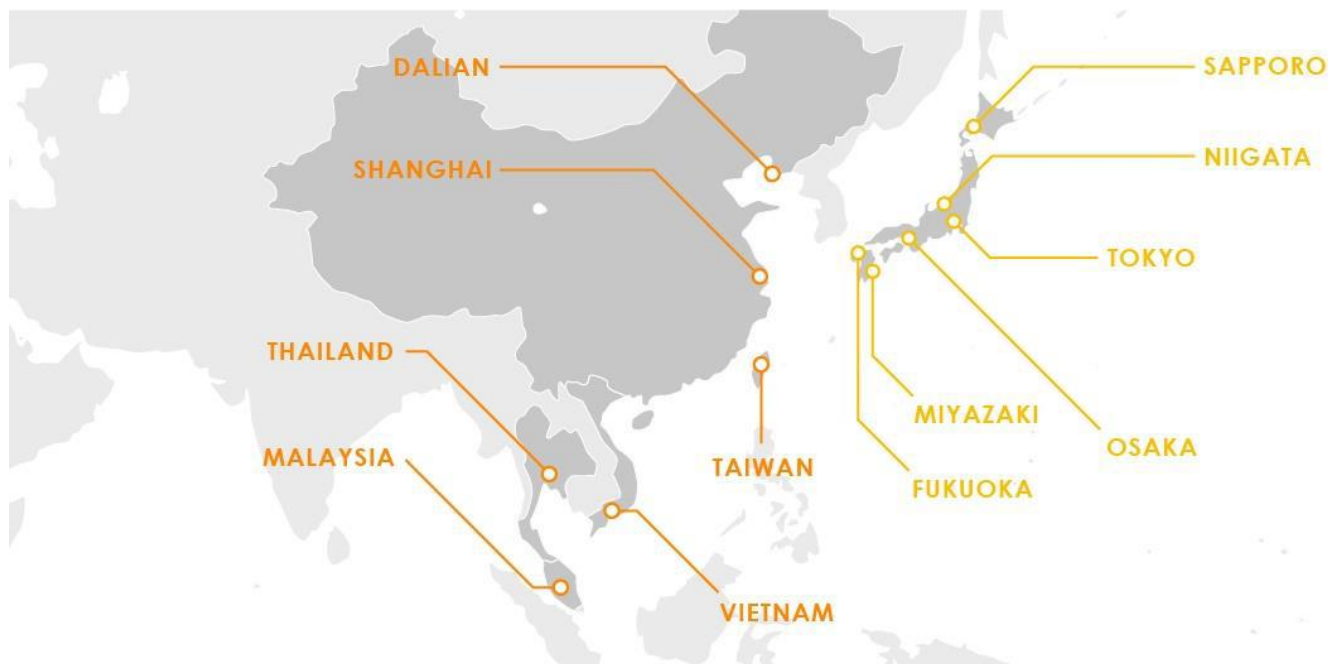 DALIAN
SAPPORO
NIIGATA
SHANGHAI
TOKYO
THAILAND
MIYAZAKI
OSAKA
MALAYSIA
TAIWAN
FUKUOKA
VIETNAM